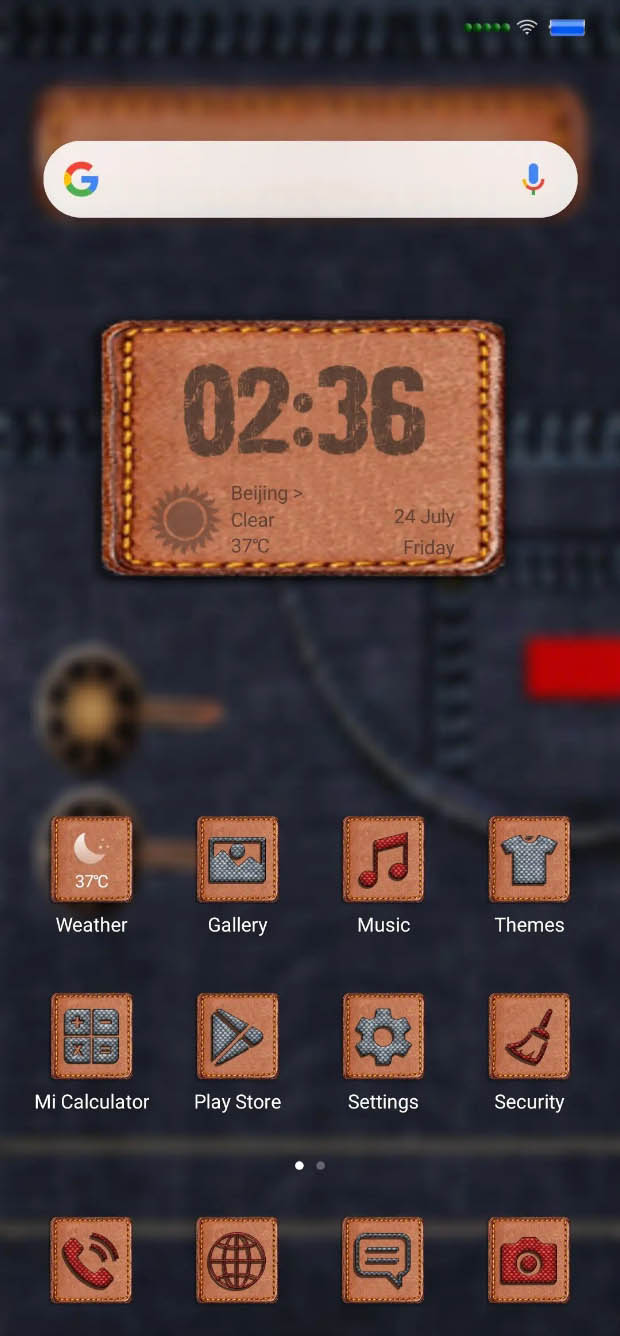 02:36
Beijing >
Clear
37℃
24 July
Friday
37℃
Weather
Gallery
Music
Themes
Mi Calculator
Play Store
Settings
Security